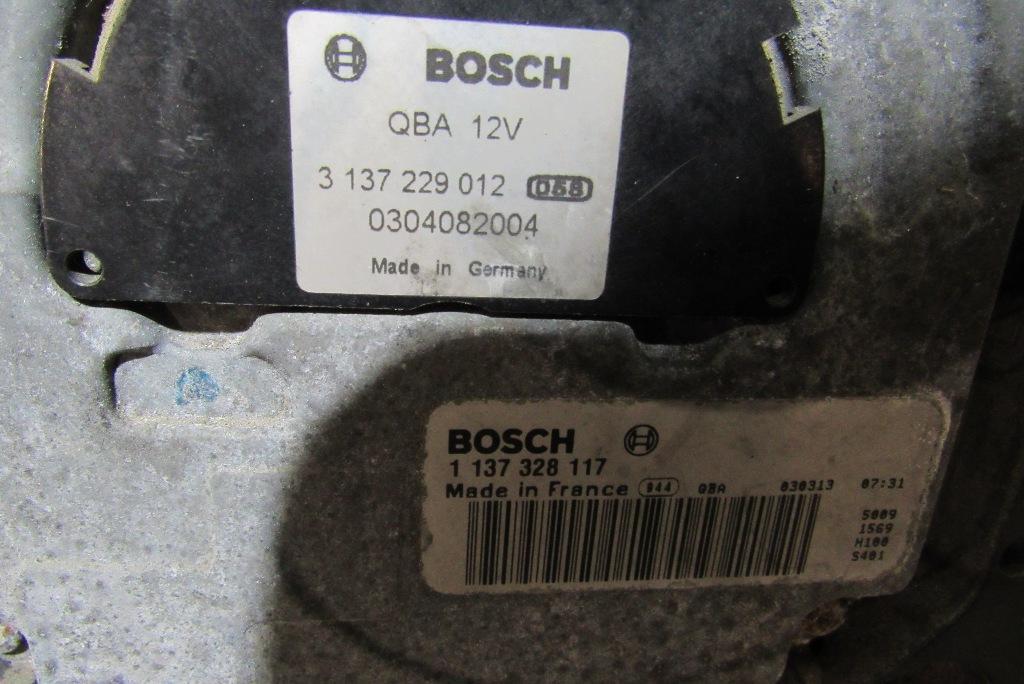 BOSCH
QBA 12V
3 137 229 012 058
0304082004
Made in Germany
BOSCH
1 137 328 117
Made in France 944 QBA 030313 07:31
5009
1569
H100
S401